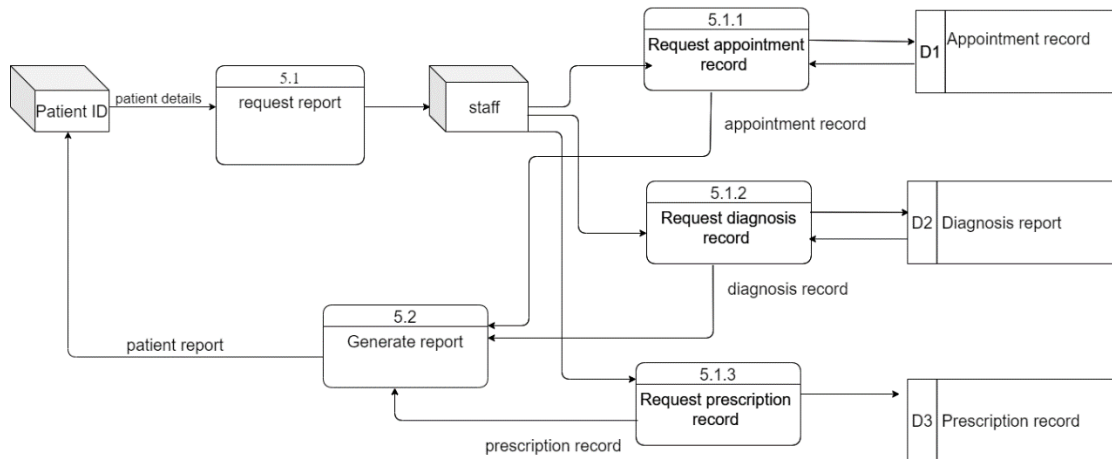 5.1.1
Request appointment
record
D1
Appointment record
5.1
request report
Patient ID
patient details
staff
appointment record
5.1.2
Request diagnosis
record
D2
Diagnosis report
diagnosis record
5.2
Generate report
patient report
5.1.3
Request prescription
record
D3
Prescription record
prescription record